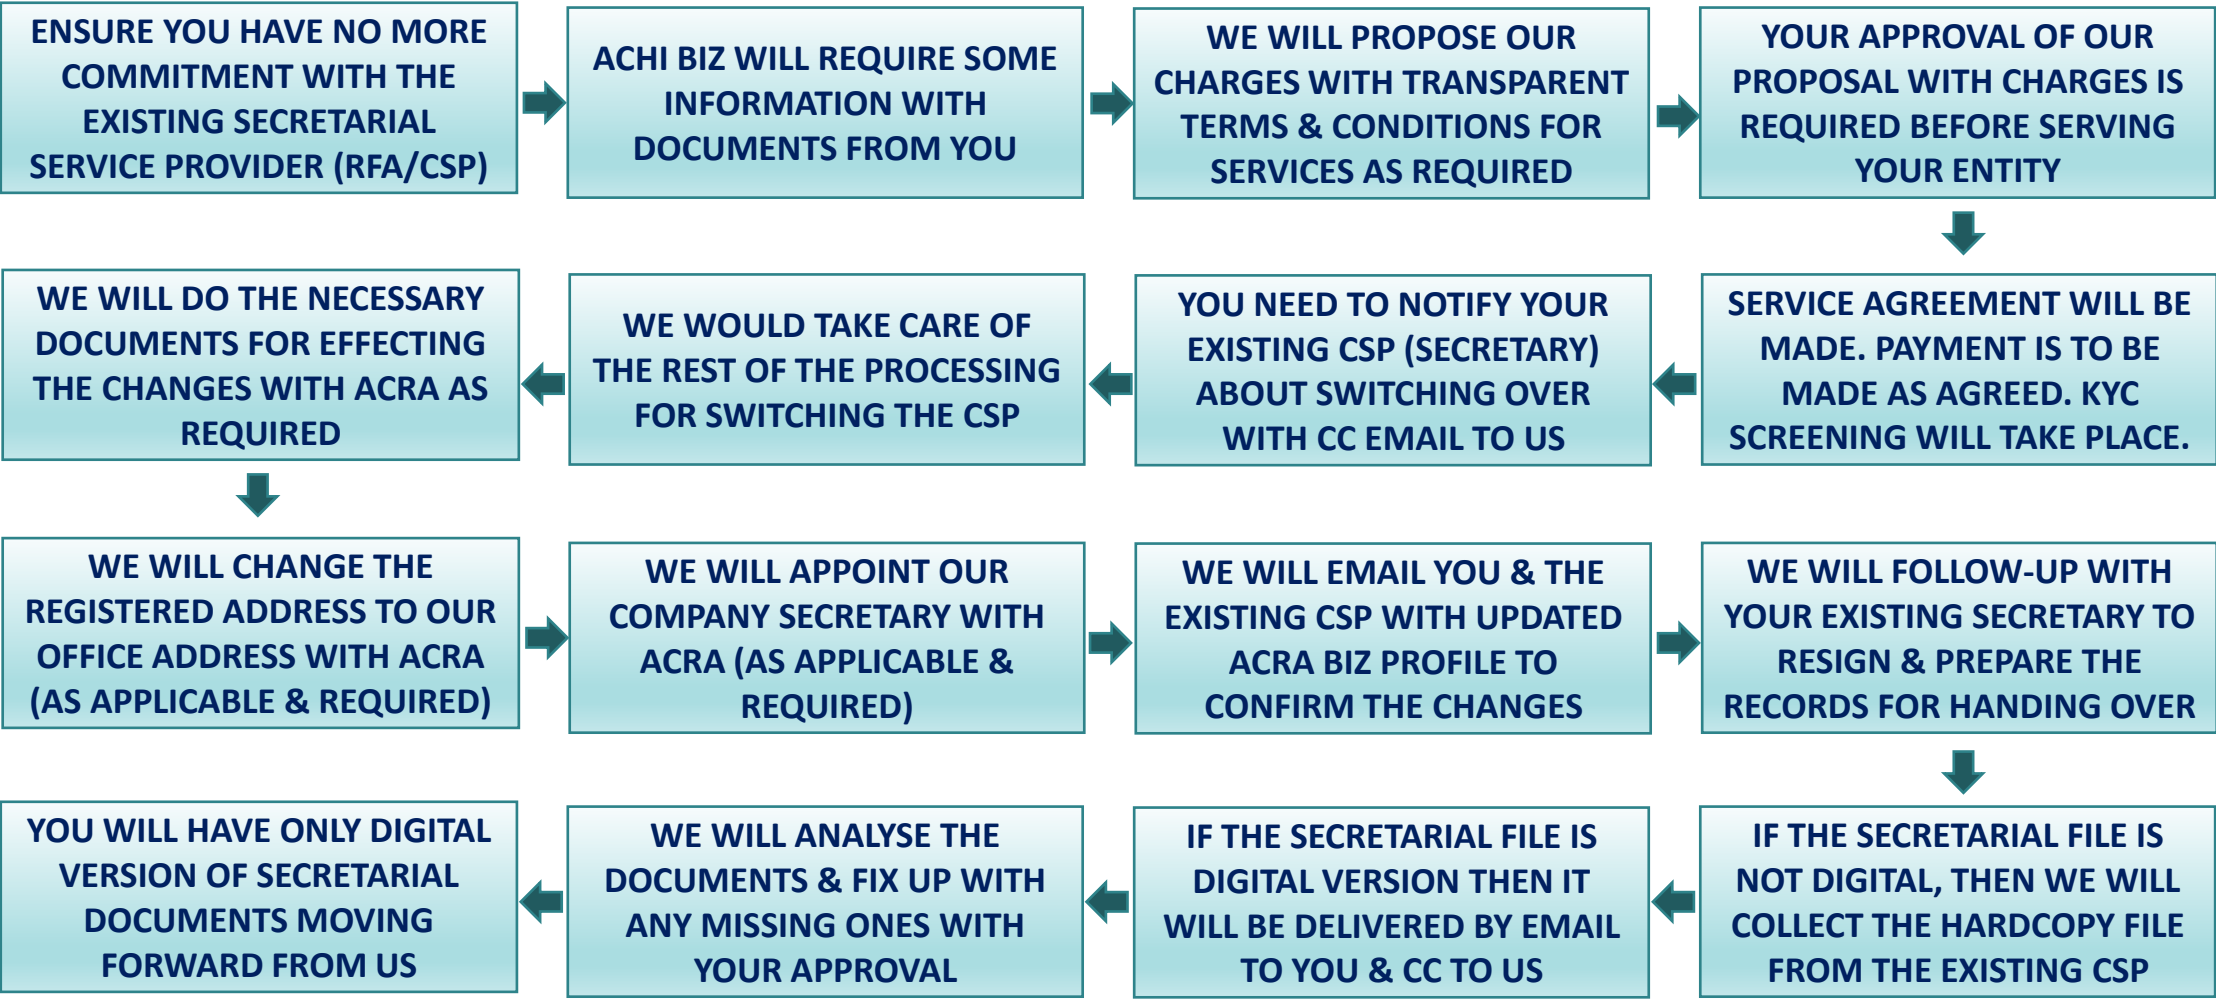 ENSURE YOU HAVE NO MORE
COMMITMENT WITH THE
EXISTING SECRETARIAL
SERVICE PROVIDER (RFA/CSP)
ACHI BIZ WILL REQUIRE SOME
INFORMATION WITH
DOCUMENTS FROM YOU
WE WILL PROPOSE OUR
CHARGES WITH TRANSPARENT
TERMS & CONDITIONS FOR
SERVICES AS REQUIRED
YOUR APPROVAL OF OUR
PROPOSAL WITH CHARGES IS
REQUIRED BEFORE SERVING
YOUR ENTITY
SERVICE AGREEMENT WILL BE
MADE. PAYMENT IS TO BE
MADE AS AGREED. KYC
SCREENING WILL TAKE PLACE.
YOU NEED TO NOTIFY YOUR
EXISTING CSP (SECRETARY)
ABOUT SWITCHING OVER
WITH CC EMAIL TO US
WE WOULD TAKE CARE OF
THE REST OF THE PROCESSING
FOR SWITCHING THE CSP
WE WILL DO THE NECESSARY
DOCUMENTS FOR EFFECTING
THE CHANGES WITH ACRA AS
REQUIRED
WE WILL CHANGE THE
REGISTERED ADDRESS TO OUR
OFFICE ADDRESS WITH ACRA
(AS APPLICABLE & REQUIRED)
WE WILL APPOINT OUR
COMPANY SECRETARY WITH
ACRA (AS APPLICABLE &
REQUIRED)
WE WILL EMAIL YOU & THE
EXISTING CSP WITH UPDATED
ACRA BIZ PROFILE TO
CONFIRM THE CHANGES
WE WILL FOLLOW-UP WITH
YOUR EXISTING SECRETARY TO
RESIGN & PREPARE THE
RECORDS FOR HANDING OVER
IF THE SECRETARIAL FILE IS
NOT DIGITAL, THEN WE WILL
COLLECT THE HARDCOPY FILE
FROM THE EXISTING CSP
IF THE SECRETARIAL FILE IS
DIGITAL VERSION THEN IT
WILL BE DELIVERED BY EMAIL
TO YOU & CC TO US
WE WILL ANALYSE THE
DOCUMENTS & FIX UP WITH
ANY MISSING ONES WITH
YOUR APPROVAL
YOU WILL HAVE ONLY DIGITAL
VERSION OF SECRETARIAL
DOCUMENTS MOVING
FORWARD FROM US